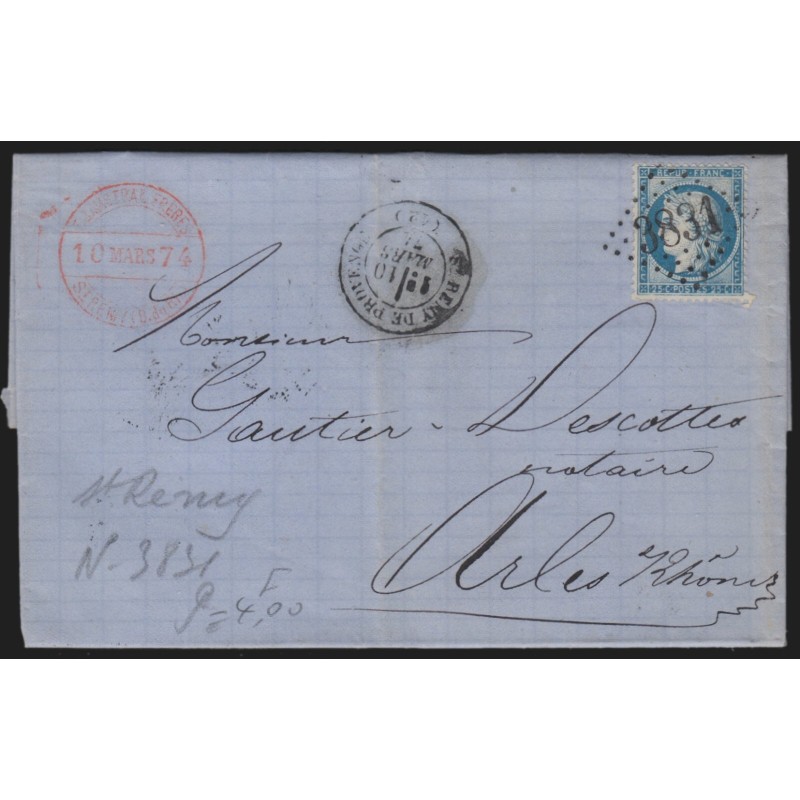 FRERES
10 MARS 74
ST REMY DE PROVENCE
(12)
10
MARS
74
REPUB FRANC
3831
25 C POSTES 25 C
Monsieur
Gautier - Descottes
notaire
Arles s/ Rhône
St Remy
N- 3831
F
9 = 4,00